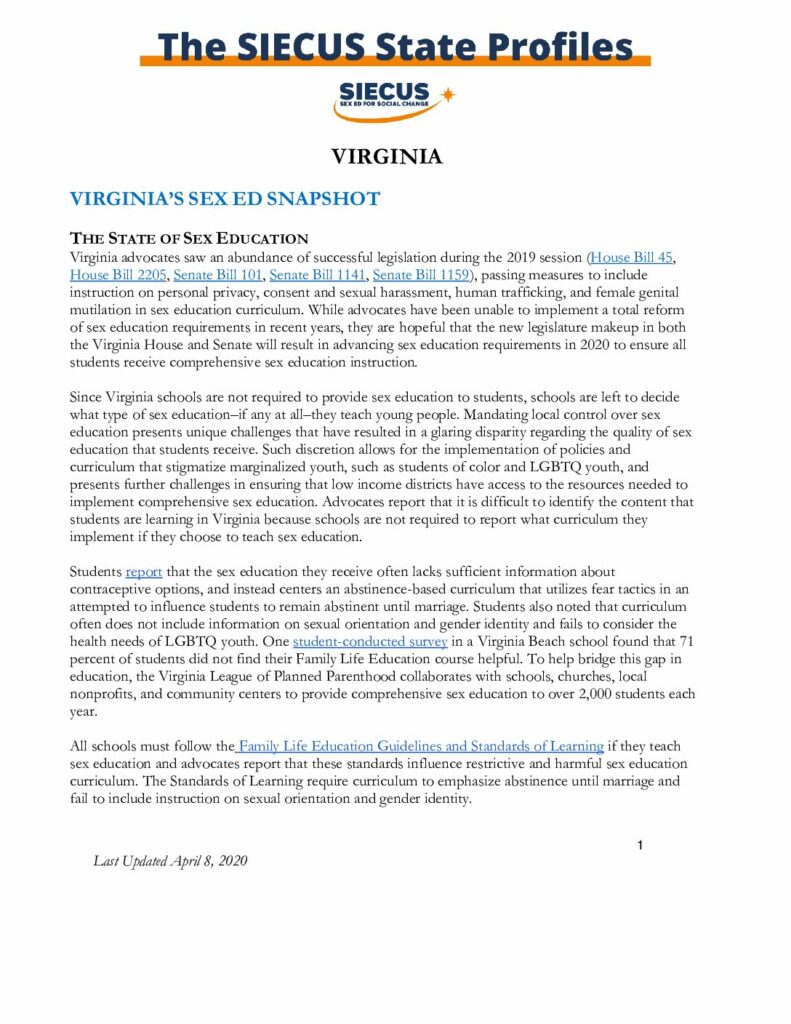 The SIECUS State Profiles
SIECUS
SEX ED FOR SOCIAL CHANGE
VIRGINIA
VIRGINIA'S SEX ED SNAPSHOT
THE STATE OF SEX EDUCATION
Virginia advocates saw an abundance of successful legislation during the 2019 session (House Bill 45,
House Bill 2205, Senate Bill 101, Senate Bill 1141, Senate Bill 1159), passing measures to include
instruction on personal privacy, consent and sexual harassment, human trafficking, and female genital
mutilation in sex education curriculum. While advocates have been unable to implement a total reform
of sex education requirements in recent years, they are hopeful that the new legislature makeup in both
the Virginia House and Senate will result in advancing sex education requirements in 2020 to ensure all
students receive comprehensive sex education instruction.
Since Virginia schools are not required to provide sex education to students, schools are left to decide
what type of sex education–if any at all–they teach young people. Mandating local control over sex
education presents unique challenges that have resulted in a glaring disparity regarding the quality of sex
education that students receive. Such discretion allows for the implementation of policies and
curriculum that stigmatize marginalized youth, such as students of color and LGBTQ youth, and
presents further challenges in ensuring that low income districts have access to the resources needed to
implement comprehensive sex education. Advocates report that it is difficult to identify the content that
students are learning in Virginia because schools are not required to report what curriculum they
implement if they choose to teach sex education.
Students report that the sex education they receive often lacks sufficient information about
contraceptive options, and instead centers an abstinence-based curriculum that utilizes fear tactics in an
attempted to influence students to remain abstinent until marriage. Students also noted that curriculum
often does not include information on sexual orientation and gender identity and fails to consider the
health needs of LGBTQ youth. One student-conducted survey in a Virginia Beach school found that 71
percent of students did not find their Family Life Education course helpful. To help bridge this gap in
education, the Virginia League of Planned Parenthood collaborates with schools, churches, local
nonprofits, and community centers to provide comprehensive sex education to over 2,000 students each
year.
All schools must follow the Family Life Education Guidelines and Standards of Learning if they teach
sex education and advocates report that these standards influence restrictive and harmful sex education
curriculum. The Standards of Learning require curriculum to emphasize abstinence until marriage and
fail to include instruction on sexual orientation and gender identity.
1
Last Updated April 8, 2020